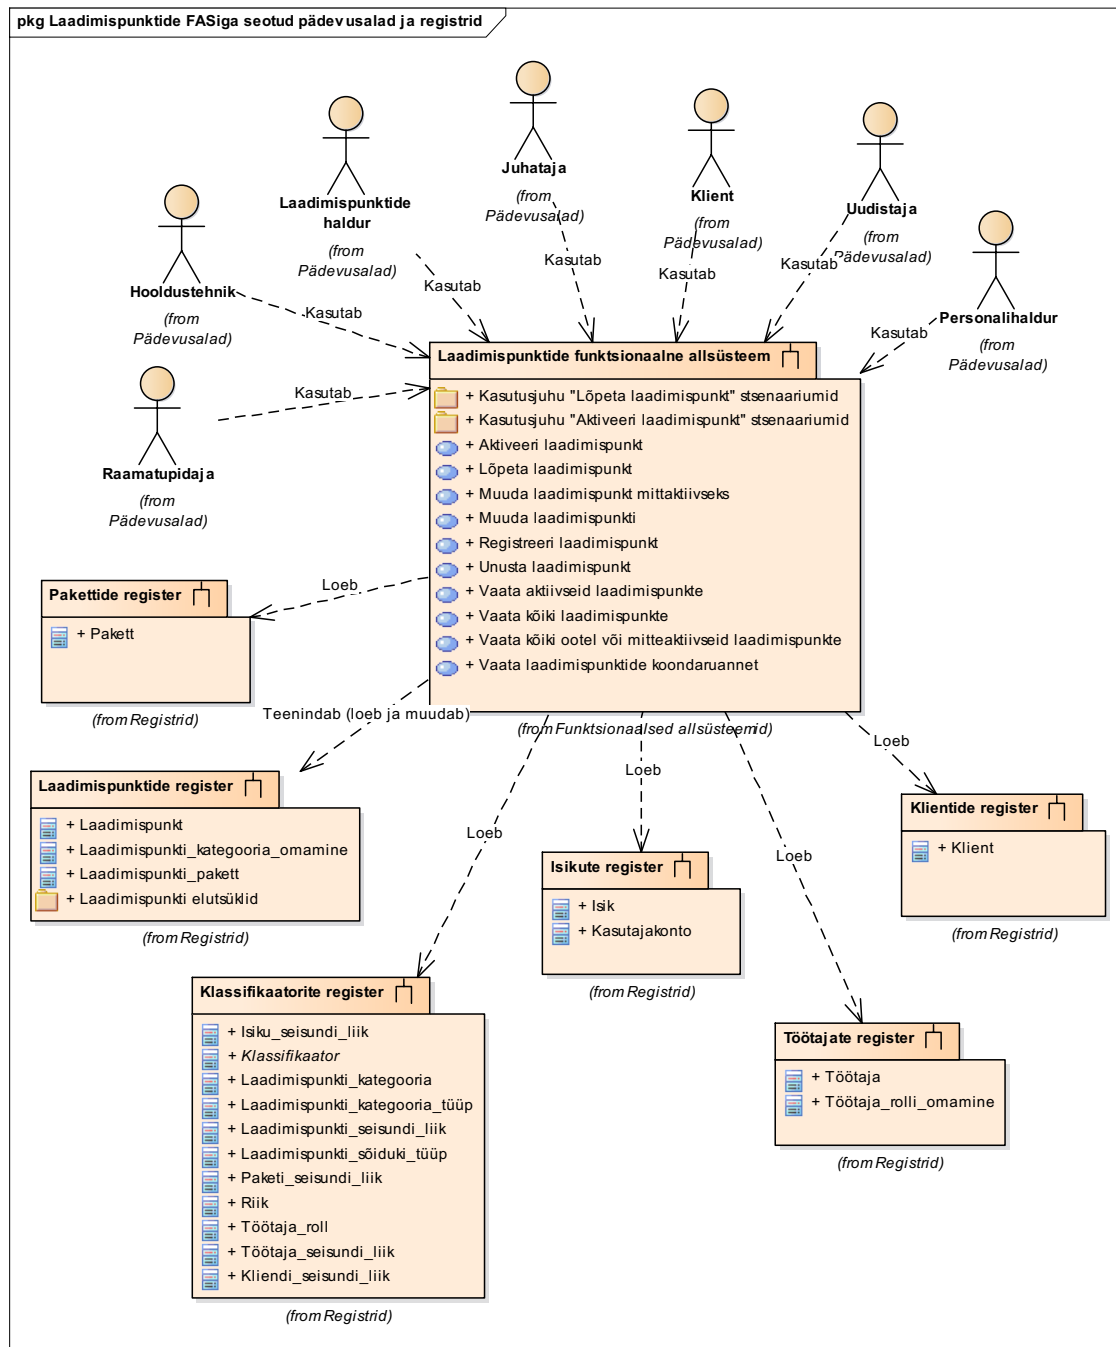 pkg Laadimispunktide FASiga seotud pädevusalad ja registrid
Juhataja
(from
Pädevusalad)
Laadimispunktide
haldur
(from
Pädevusalad)
Klient
(from
Pädevusalad)
Uudistaja
(from
Pädevusalad)
Hooldustehnik
(from
Pädevusalad)
Personalihaldur
(from
Pädevusalad)
Raamatupidaja
(from
Pädevusalad)
Kasutab
Kasutab
Kasutab
Kasutab
Kasutab
Kasutab
Kasutab
Laadimispunktide funktsionaalne allsüsteem
+ Kasutusjuhu "Lõpeta laadimispunkt" stsenaariumid
+ Kasutusjuhu "Aktiveeri laadimispunkt" stsenaariumid
+ Aktiveeri laadimispunkt
+ Lõpeta laadimispunkt
+ Muuda laadimispunkt mittaktiivseks
+ Muuda laadimispunkti
+ Registreeri laadimispunkt
+ Unusta laadimispunkt
+ Vaata aktiivseid laadimispunkte
+ Vaata kõiki laadimispunkte
+ Vaata kõiki ootel või mitteaktiivseid laadimispunkte
+ Vaata laadimispunktide koondaruannet
(from Funktsionaalsed allsüsteemid)
Loeb
Pakettide register
+ Pakett
(from Registrid)
Teenindab (loeb ja muudab)
Laadimispunktide register
+ Laadimispunkt
+ Laadimispunkti_kategooria_omamine
+ Laadimispunkti_pakett
+ Laadimispunkti elutsüklid
(from Registrid)
Loeb
Klassifikaatorite register
+ Isiku_seisundi_liik
+ Klassifikaator
+ Laadimispunkti_kategooria
+ Laadimispunkti_kategooria_tüüp
+ Laadimispunkti_seisundi_liik
+ Laadimispunkti_sõiduki_tüüp
+ Paketi_seisundi_liik
+ Riik
+ Töötaja_roll
+ Töötaja_seisundi_liik
+ Kliendi_seisundi_liik
(from Registrid)
Loeb
Isikute register
+ Isik
+ Kasutajakonto
(from Registrid)
Loeb
Töötajate register
+ Töötaja
+ Töötaja_rolli_omamine
(from Registrid)
Loeb
Klientide register
+ Klient
(from Registrid)